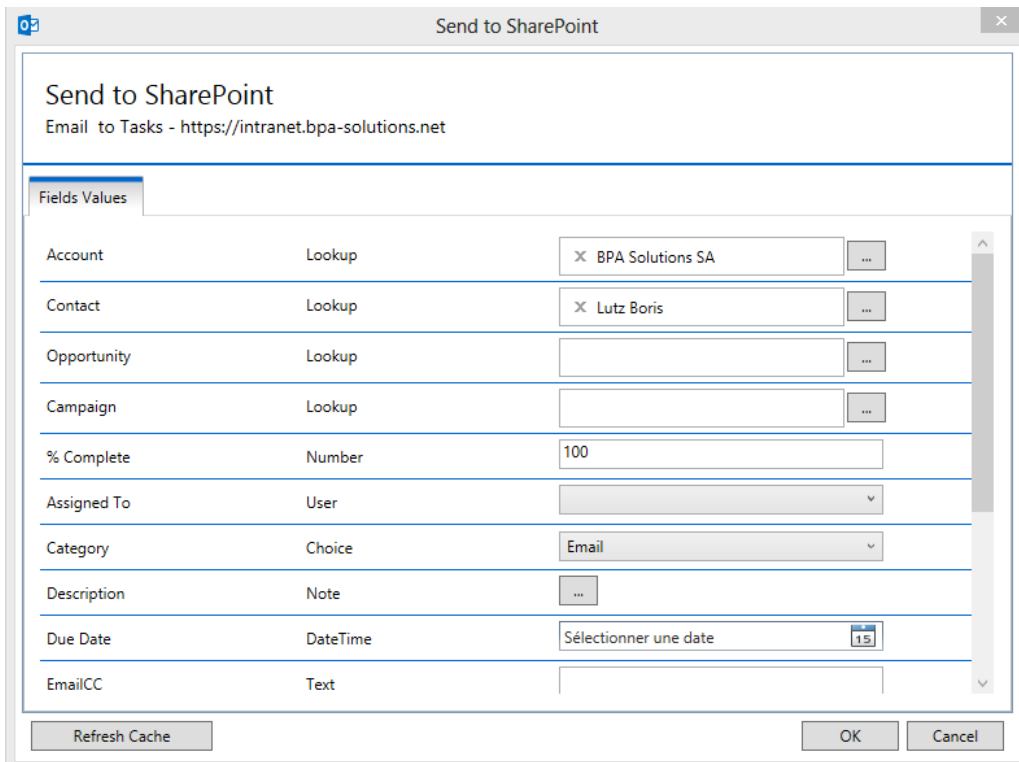 Send to SharePoint
Send to SharePoint
Email to Tasks - https://intranet.bpa-solutions.net
Fields Values
Account Lookup × BPA Solutions SA ...
Contact Lookup × Lutz Boris ...
Opportunity Lookup ...
Campaign Lookup ...
% Complete Number 100
Assigned To User
Category Choice Email
Description Note ...
Due Date DateTime Sélectionner une date 15
EmailCC Text
Refresh Cache OK Cancel